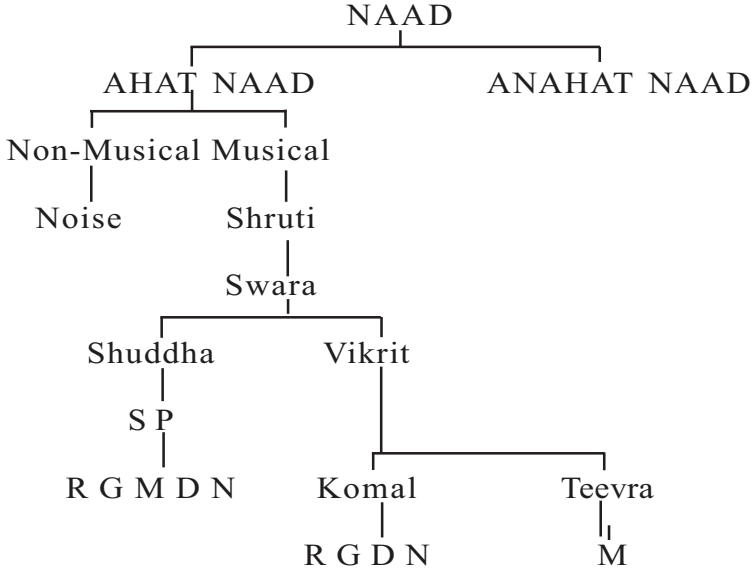 NAAD
AHAT NAAD ANAHAT NAAD
Non-Musical Musical
Noise Shruti
Swara
Shuddha Vikrit
S P
R G M D N Komal Teevra
R G D N M̍